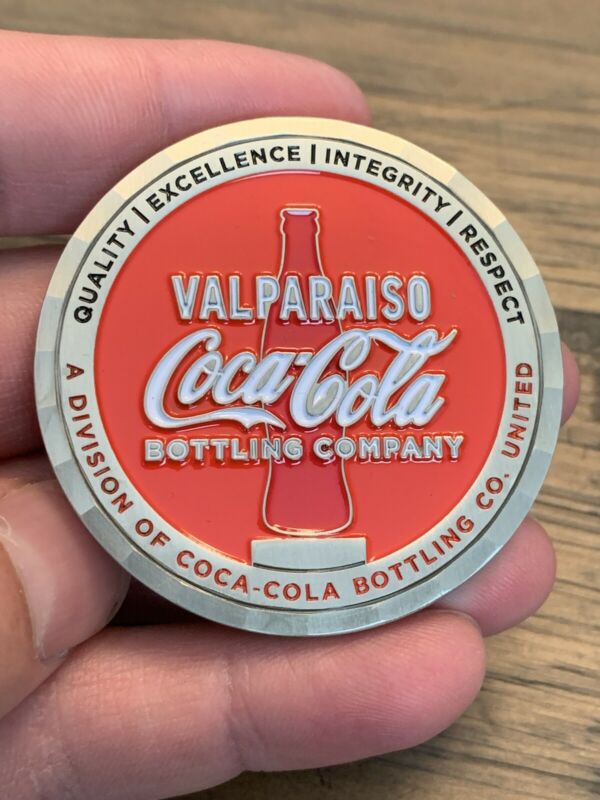 QUALITY | EXCELLENCE | INTEGRITY | RESPECT
VALPARAISO
Coca-Cola
BOTTLING COMPANY
A DIVISION OF COCA-COLA BOTTLING CO. UNITED